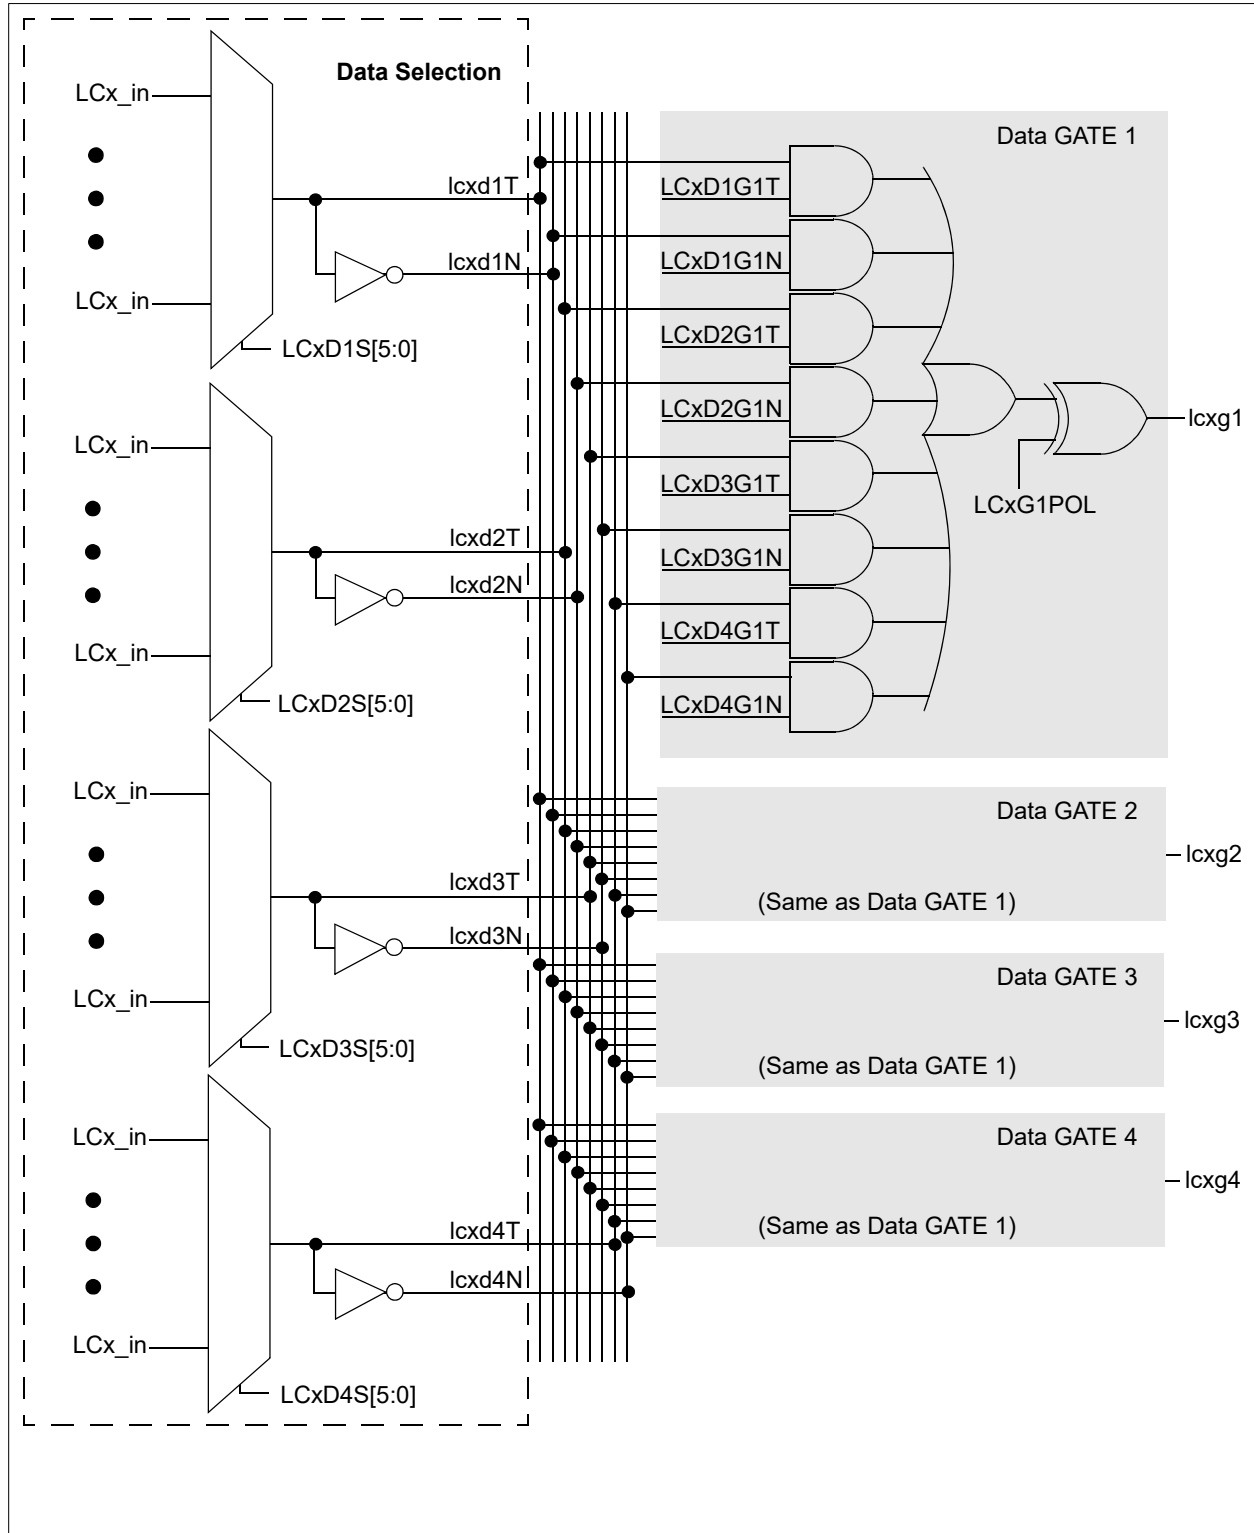 Data Selection
LCx_in
lcxd1T
lcxd1N
LCx_in
LCxD1S[5:0]
LCx_in
lcxd2T
lcxd2N
LCx_in
LCxD2S[5:0]
LCx_in
lcxd3T
lcxd3N
LCx_in
LCxD3S[5:0]
LCx_in
lcxd4T
lcxd4N
LCx_in
LCxD4S[5:0]
Data GATE 1
LCxD1G1T
LCxD1G1N
LCxD2G1T
LCxD2G1N
LCxD3G1T
LCxD3G1N
LCxD4G1T
LCxD4G1N
LCxG1POL
lcxg1
Data GATE 2
lcxg2
(Same as Data GATE 1)
Data GATE 3
lcxg3
(Same as Data GATE 1)
Data GATE 4
lcxg4
(Same as Data GATE 1)